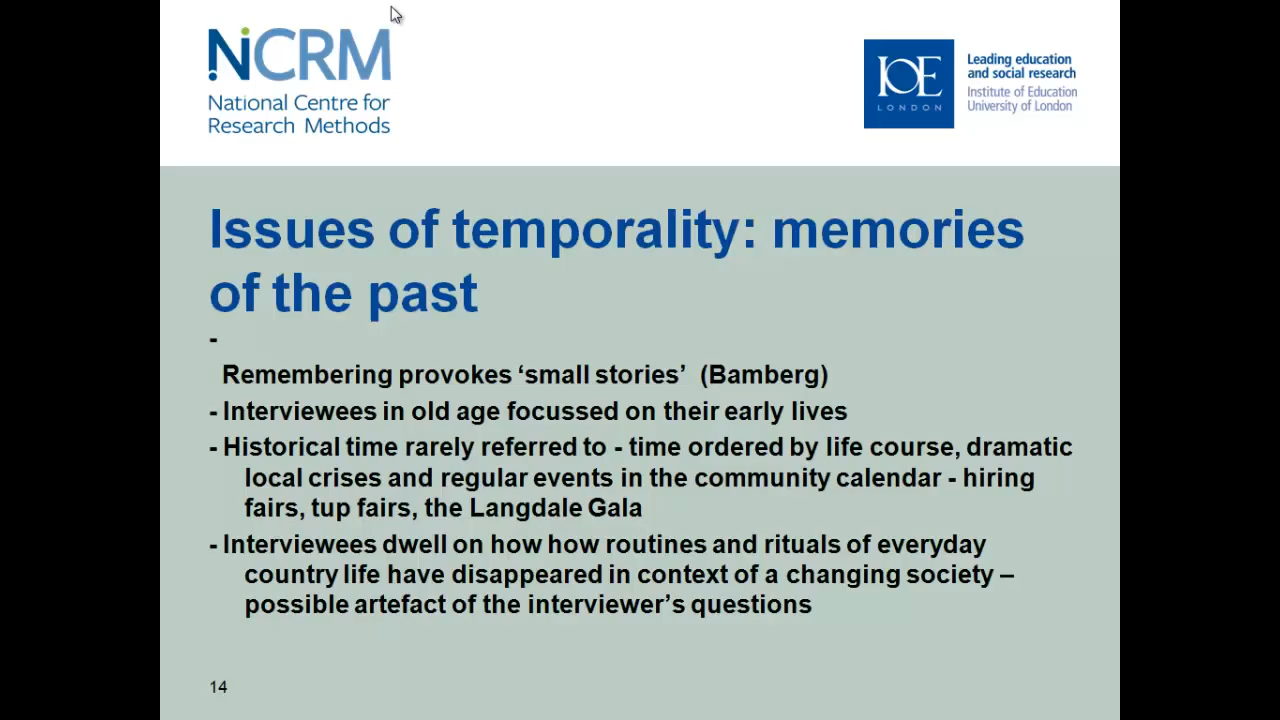 NCRM
National Centre for
Research Methods
IOE
LONDON
Leading education
and social research
Institute of Education
University of London
Issues of temporality: memories
of the past
-
Remembering provokes ‘small stories’ (Bamberg)
- Interviewees in old age focussed on their early lives
- Historical time rarely referred to - time ordered by life course, dramatic
local crises and regular events in the community calendar - hiring
fairs, tup fairs, the Langdale Gala
- Interviewees dwell on how how routines and rituals of everyday
country life have disappeared in context of a changing society –
possible artefact of the interviewer’s questions
14